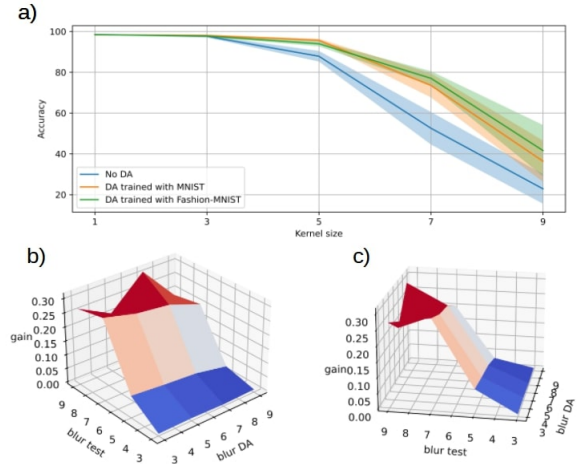 a)
100
80
60
40
20
Accuracy
No DA
DA trained with MNIST
DA trained with Fashion-MNIST
1 3 5 7 9
Kernel size
b)
0.30
0.25
0.20
0.15
0.10
0.05
0.00
gain
9 8 7 6 5 4 3
blur test
3 4 5 6 7 8 9
blur DA
c)
0.30
0.25
0.20
0.15
0.10
0.05
0.00
gain
9 8 7 6 5 4 3
blur test
9
8
5
4
3
blur DA